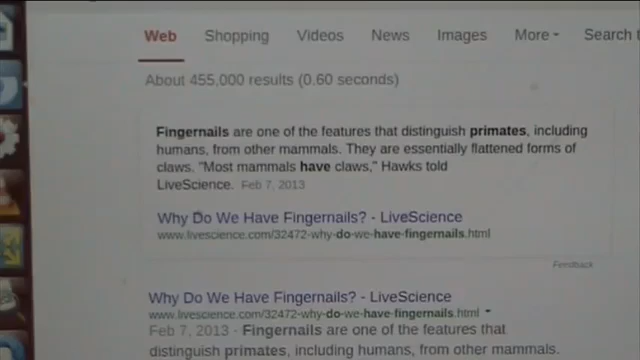 Web Shopping Videos News Images More Search
About 455,000 results (0.60 seconds)
Fingernails are one of the features that distinguish primates, including
humans, from other mammals. They are essentially flattened forms of
claws. "Most mammals have claws," Hawks told
LiveScience. Feb 7, 2013
Why Do We Have Fingernails? - LiveScience
www.livescience.com/32472-why-do-we-have-fingernails.html
Feedback
Why Do We Have Fingernails? - LiveScience
www.livescience.com/32472-why-do-we-have-fingernails.html
Feb 7, 2013 - Fingernails are one of the features that
distinguish primates, including humans, from other mammals.